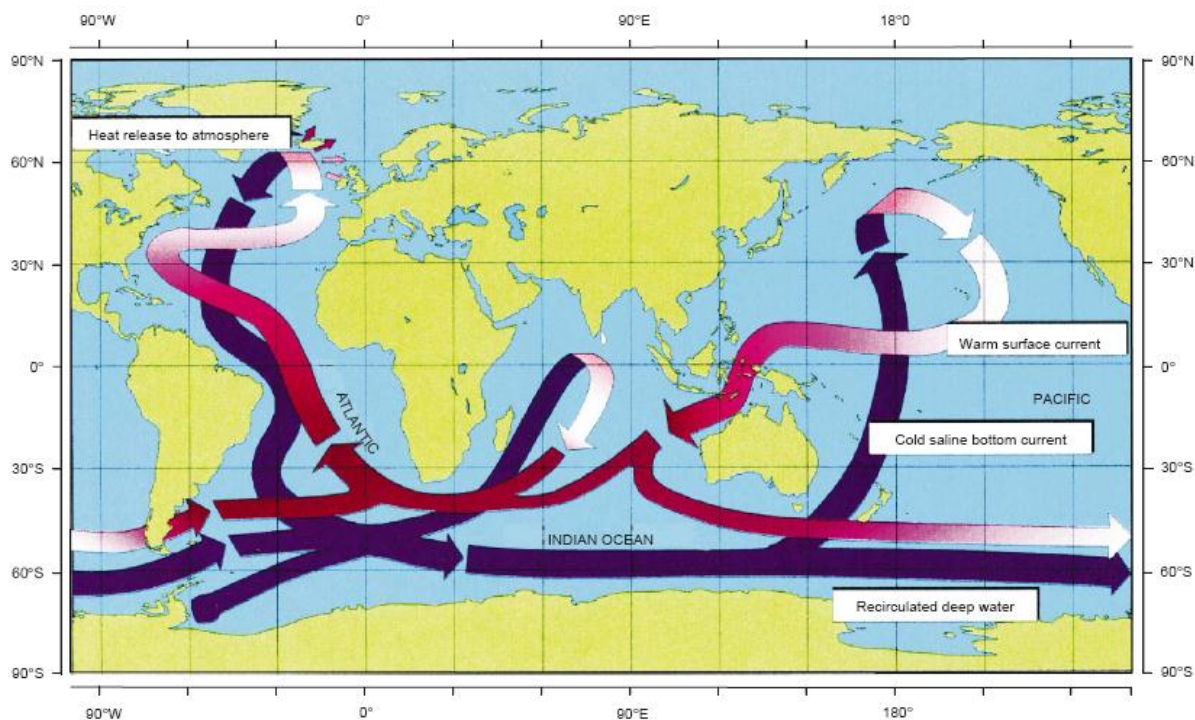 90°W 0° 90°E 18°0
90°N 90°N
Heat release to atmosphere
60°N 60°N
30°N 30°N
Warm surface current
0° 0°
ATLANTIC
PACIFIC
Cold saline bottom current
30°S 30°S
INDIAN OCEAN
60°S 60°S
Recirculated deep water
90°S 90°S
90°W 0° 90°E 180°